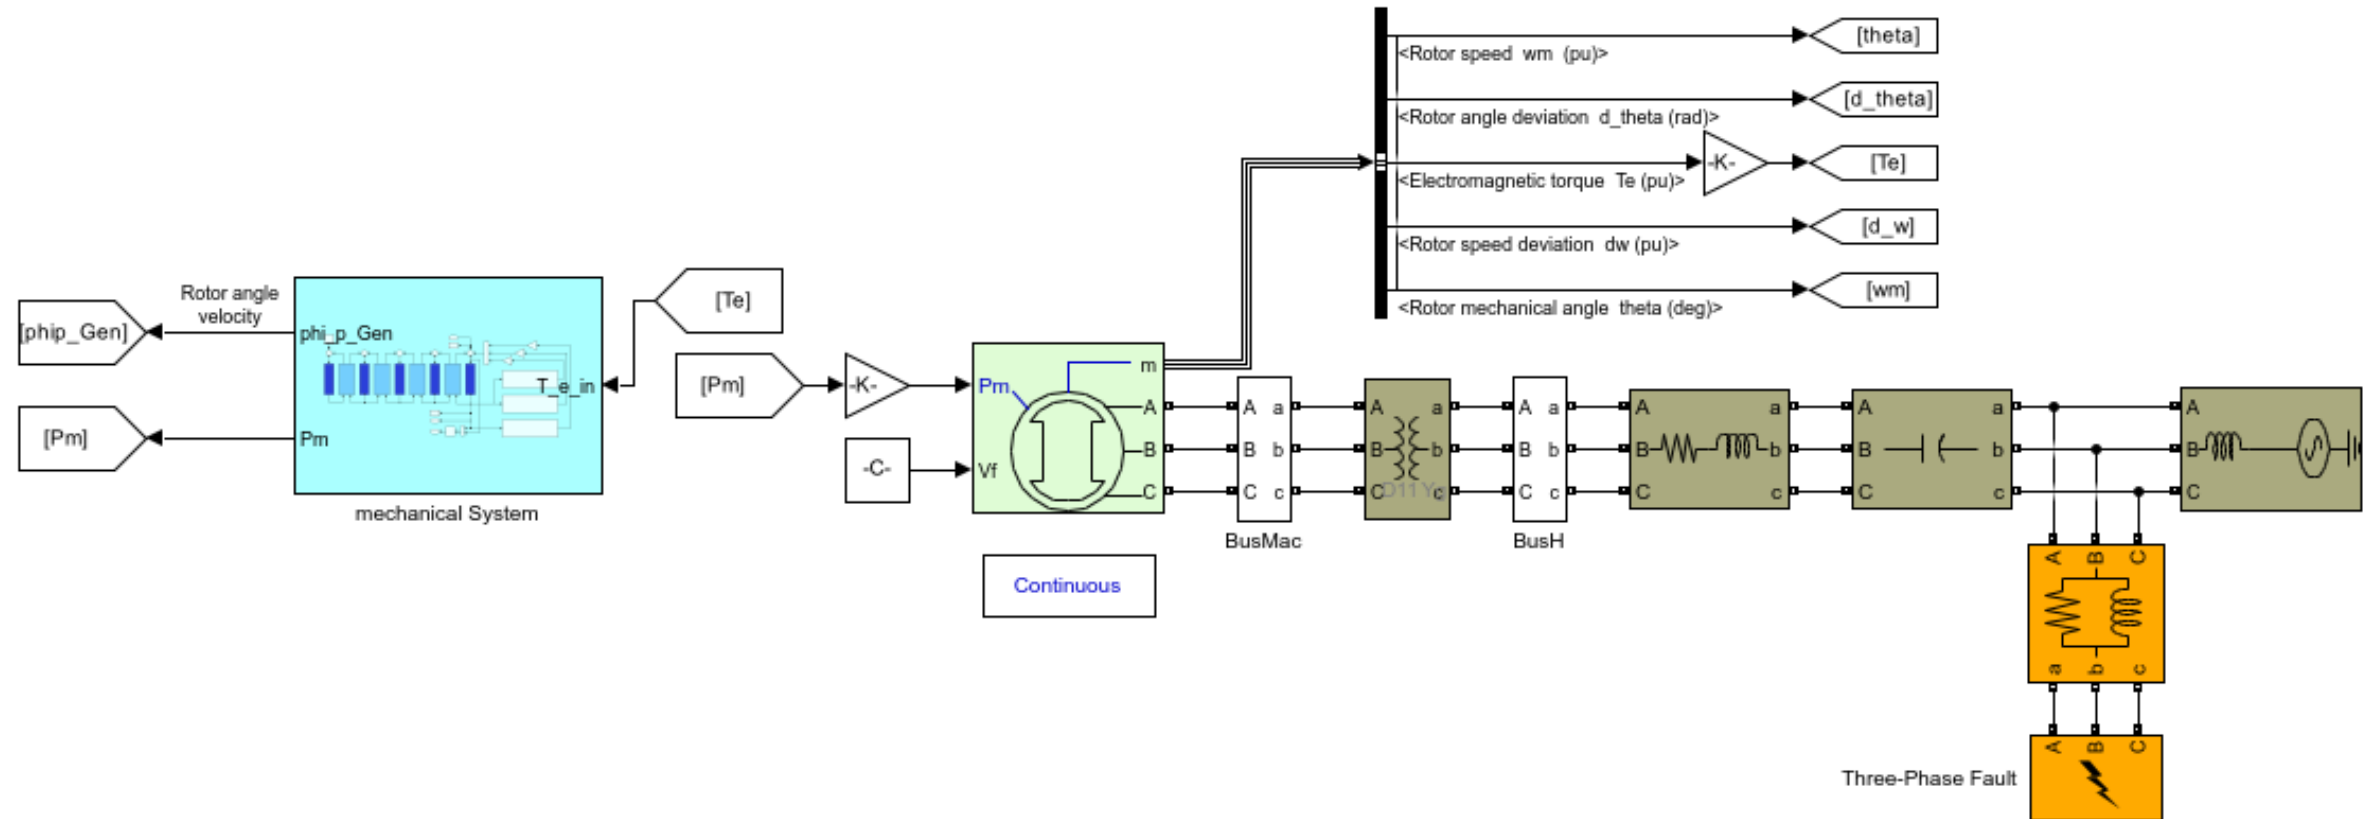 [theta]
<Rotor speed wm (pu)>
[d_theta]
<Rotor angle deviation d_theta (rad)>
-K-
[Te]
<Electromagnetic torque Te (pu)>
[d_w]
<Rotor speed deviation dw (pu)>
[wm]
<Rotor mechanical angle theta (deg)>
Rotor angle
velocity
[phip_Gen]
phi_p_Gen
[Pm]
Pm
T_e_in
mechanical System
[Te]
[Pm]
-K-
-C-
Pm
Vf
m
A
B
C
Continuous
A a
B b
C c
BusMac
A a
B b
C c
D11 Yg
A a
B b
C c
BusH
A a
B b
C c
A a
B b
C c
A
B
C
A B C
a b c
A B C
Three-Phase Fault